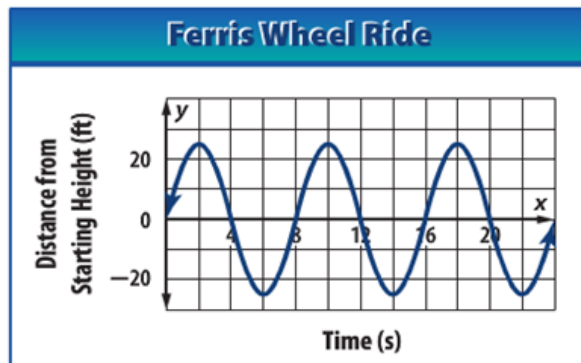 Ferris Wheel Ride
Distance from
Starting Height (ft)
y
20
0
−20
4
8
12
16
20
x
Time (s)